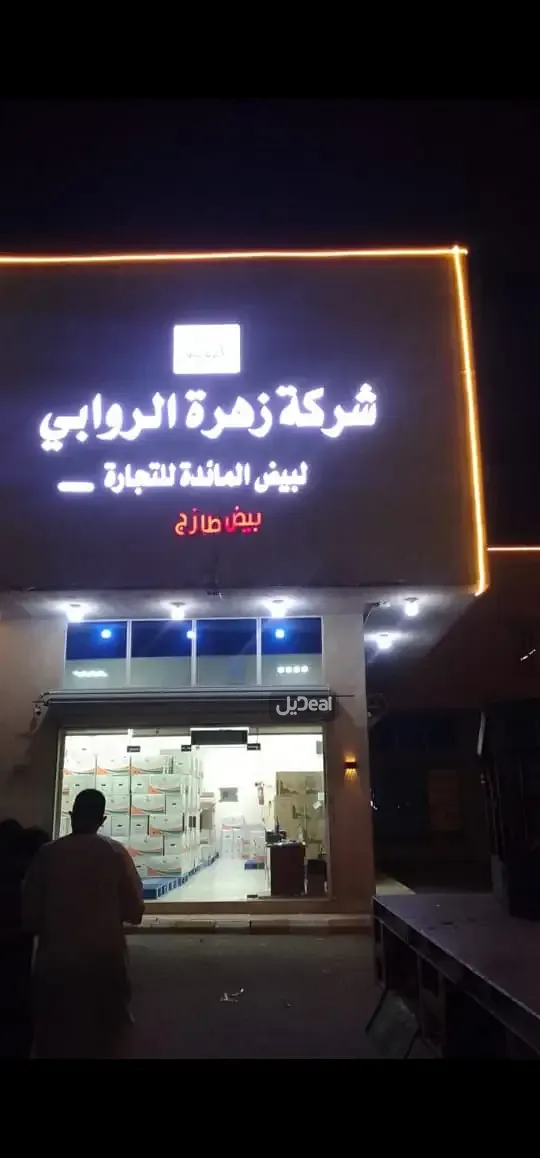 شركة زهرة الروابي
لبيض المائدة للتجارة
بيض طازج
ديل Deal